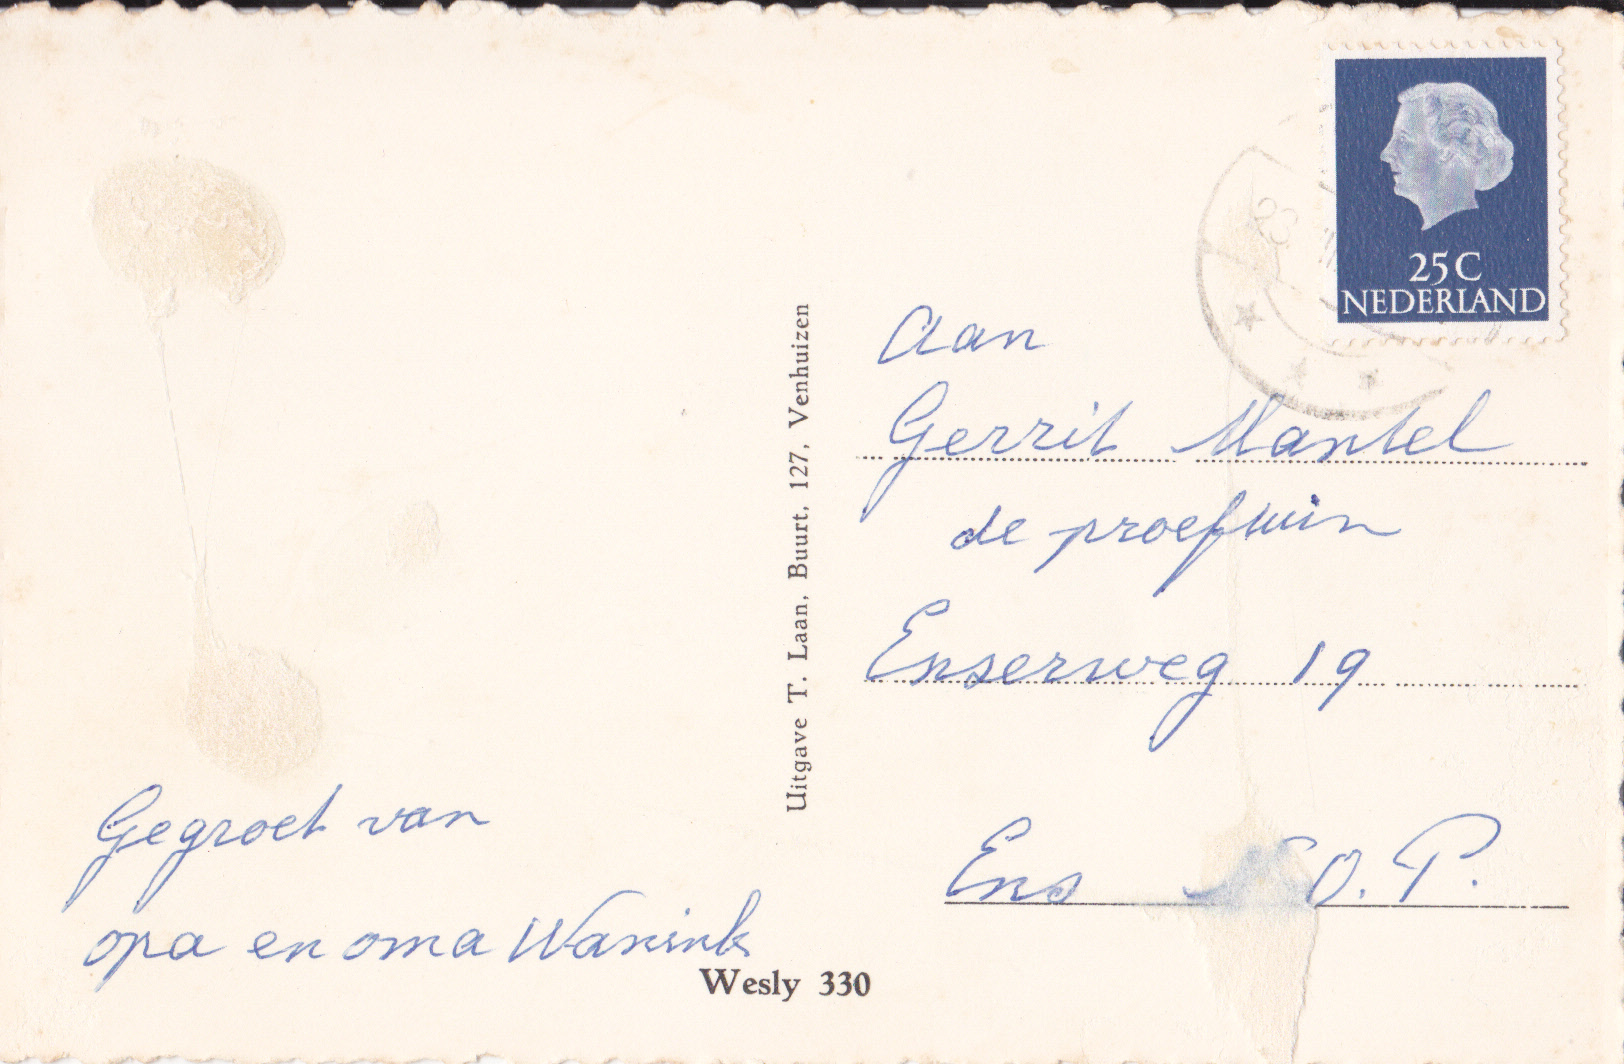 25 C
NEDERLAND
Aan
Gerrit Mantel
de proeftuin
Enserweg 19
Ens N.O.P.
Uitgave T. Laan, Buurt, 127, Venhuizen
Gegroet van
opa en oma Wanink
Wesly 330